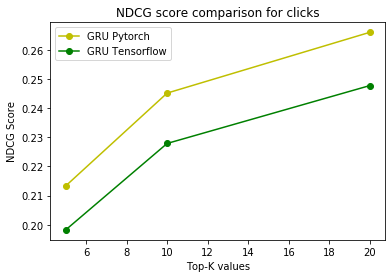 NDCG score comparison for clicks
GRU Pytorch
GRU Tensorflow
NDCG Score
0.26
0.25
0.24
0.23
0.22
0.21
0.20
6 8 10 12 14 16 18 20
Top-K values